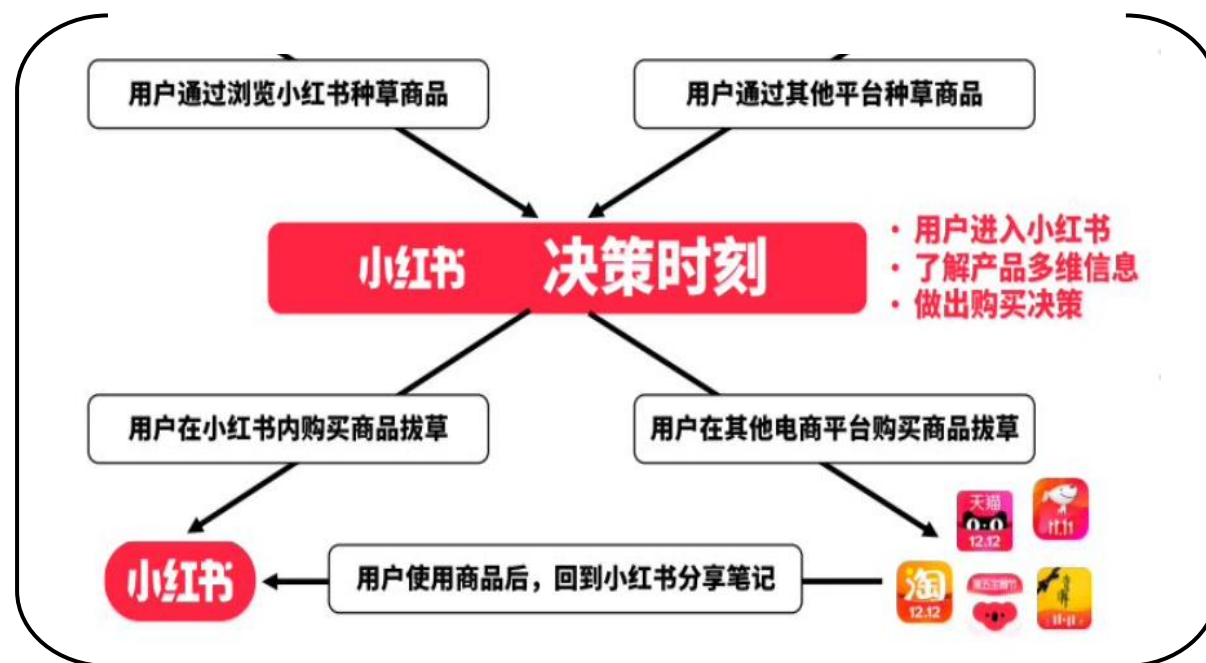 用户通过浏览小红书种草商品
用户通过其他平台种草商品
小红书 决策时刻
· 用户进入小红书
· 了解产品多维信息
· 做出购买决策
用户在小红书内购买商品拔草
用户在其他电商平台购买商品拔草
天猫
12.12
11.11
小红书
用户使用商品后，回到小红书分享笔记
淘
12.12
11·11